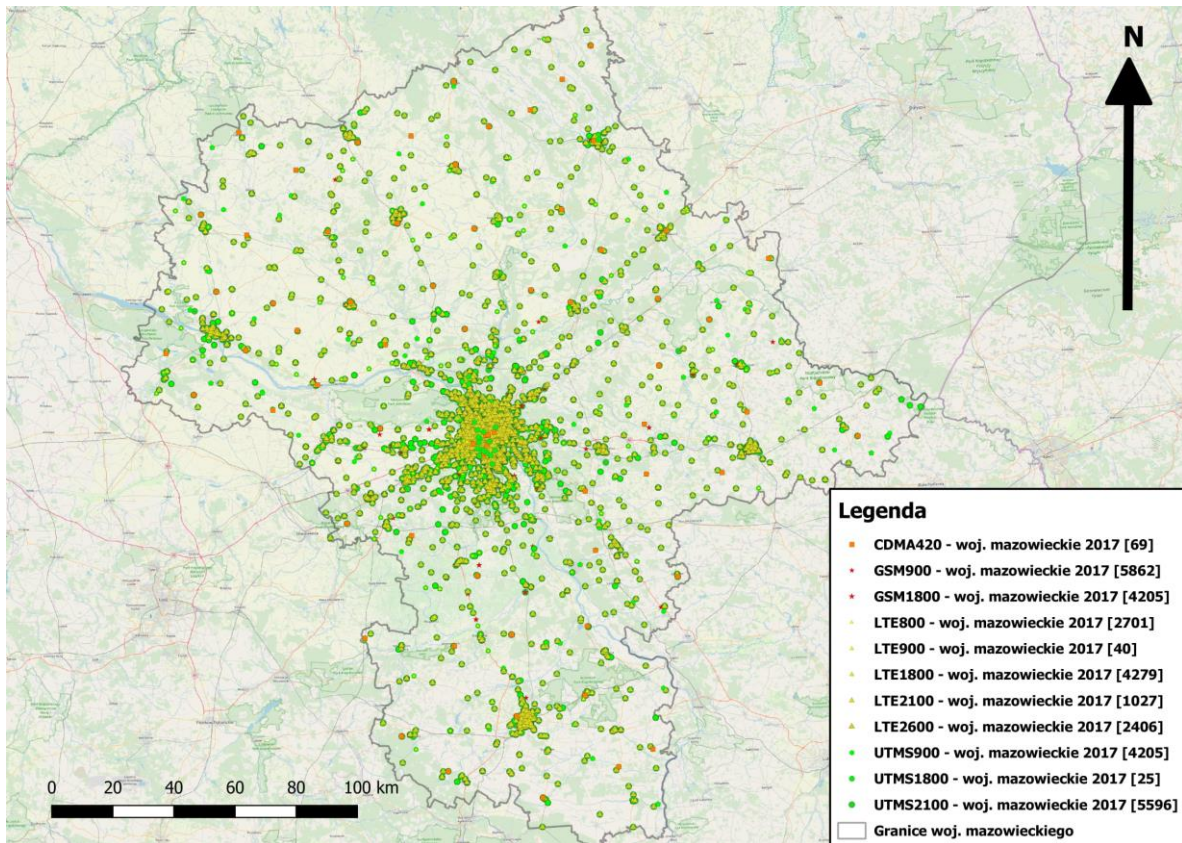 N
Legenda
CDMA420 - woj. mazowieckie 2017 [69]
GSM900 - woj. mazowieckie 2017 [5862]
GSM1800 - woj. mazowieckie 2017 [4205]
LTE800 - woj. mazowieckie 2017 [2701]
LTE900 - woj. mazowieckie 2017 [40]
LTE1800 - woj. mazowieckie 2017 [4279]
LTE2100 - woj. mazowieckie 2017 [1027]
LTE2600 - woj. mazowieckie 2017 [2406]
UTMS900 - woj. mazowieckie 2017 [4205]
UTMS1800 - woj. mazowieckie 2017 [25]
UTMS2100 - woj. mazowieckie 2017 [5596]
Granice woj. mazowieckiego
0 20 40 60 80 100 km